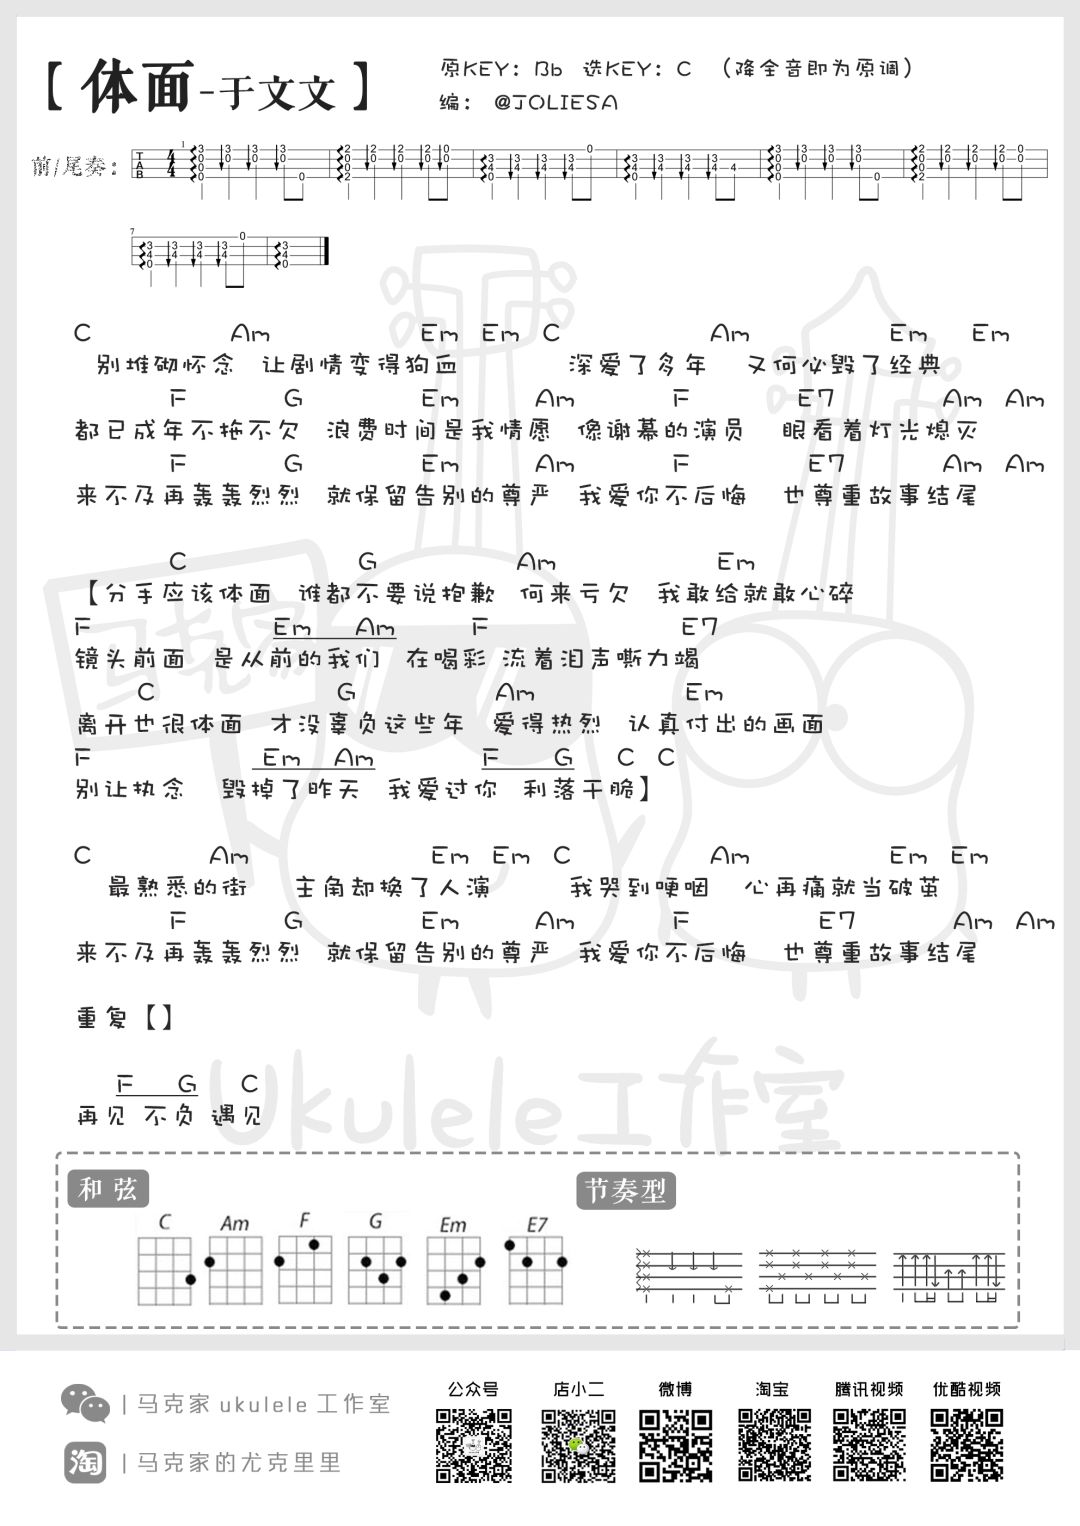 【体面-于文文】
原KEY：Bb 选KEY：C （降全音即为原调）
编：@JOLIESA
前/尾奏：
C Am Em Em C Am Em Em
别堆砌怀念 让剧情变得狗血 深爱了多年 又何必毁了经典
F G Em Am F E7 Am Am
都已成年不拖不欠 浪费时间是我情愿 像谢幕的演员 眼看着灯光熄灭
F G Em Am F E7 Am Am
来不及再轰轰烈烈 就保留告别的尊严 我爱你不后悔 也尊重故事结尾
C G Am Em
【分手应该体面 谁都不要说抱歉 何来亏欠 我敢给就敢心碎
F Em Am F E7
镜头前面 是从前的我们 在喝彩 流着泪声嘶力竭
C G Am Em
离开也很体面 才没辜负这些年 爱得热烈 认真付出的画面
F Em Am F G C C
别让执念 毁掉了昨天 我爱过你 利落干脆】
C Am Em Em C Am Em Em
最熟悉的街 主角却换了人演 我哭到哽咽 心再痛就当破茧
F G Em Am F E7 Am Am
来不及再轰轰烈烈 就保留告别的尊严 我爱你不后悔 也尊重故事结尾
重复【】
F G C
再见 不负 遇见
马克家
Ukulele工作室
和弦
节奏型
C Am F G Em E7
公众号 店小二 微博 淘宝 腾讯视频 优酷视频
| 马克家 ukulele 工作室
淘 | 马克家的尤克里里